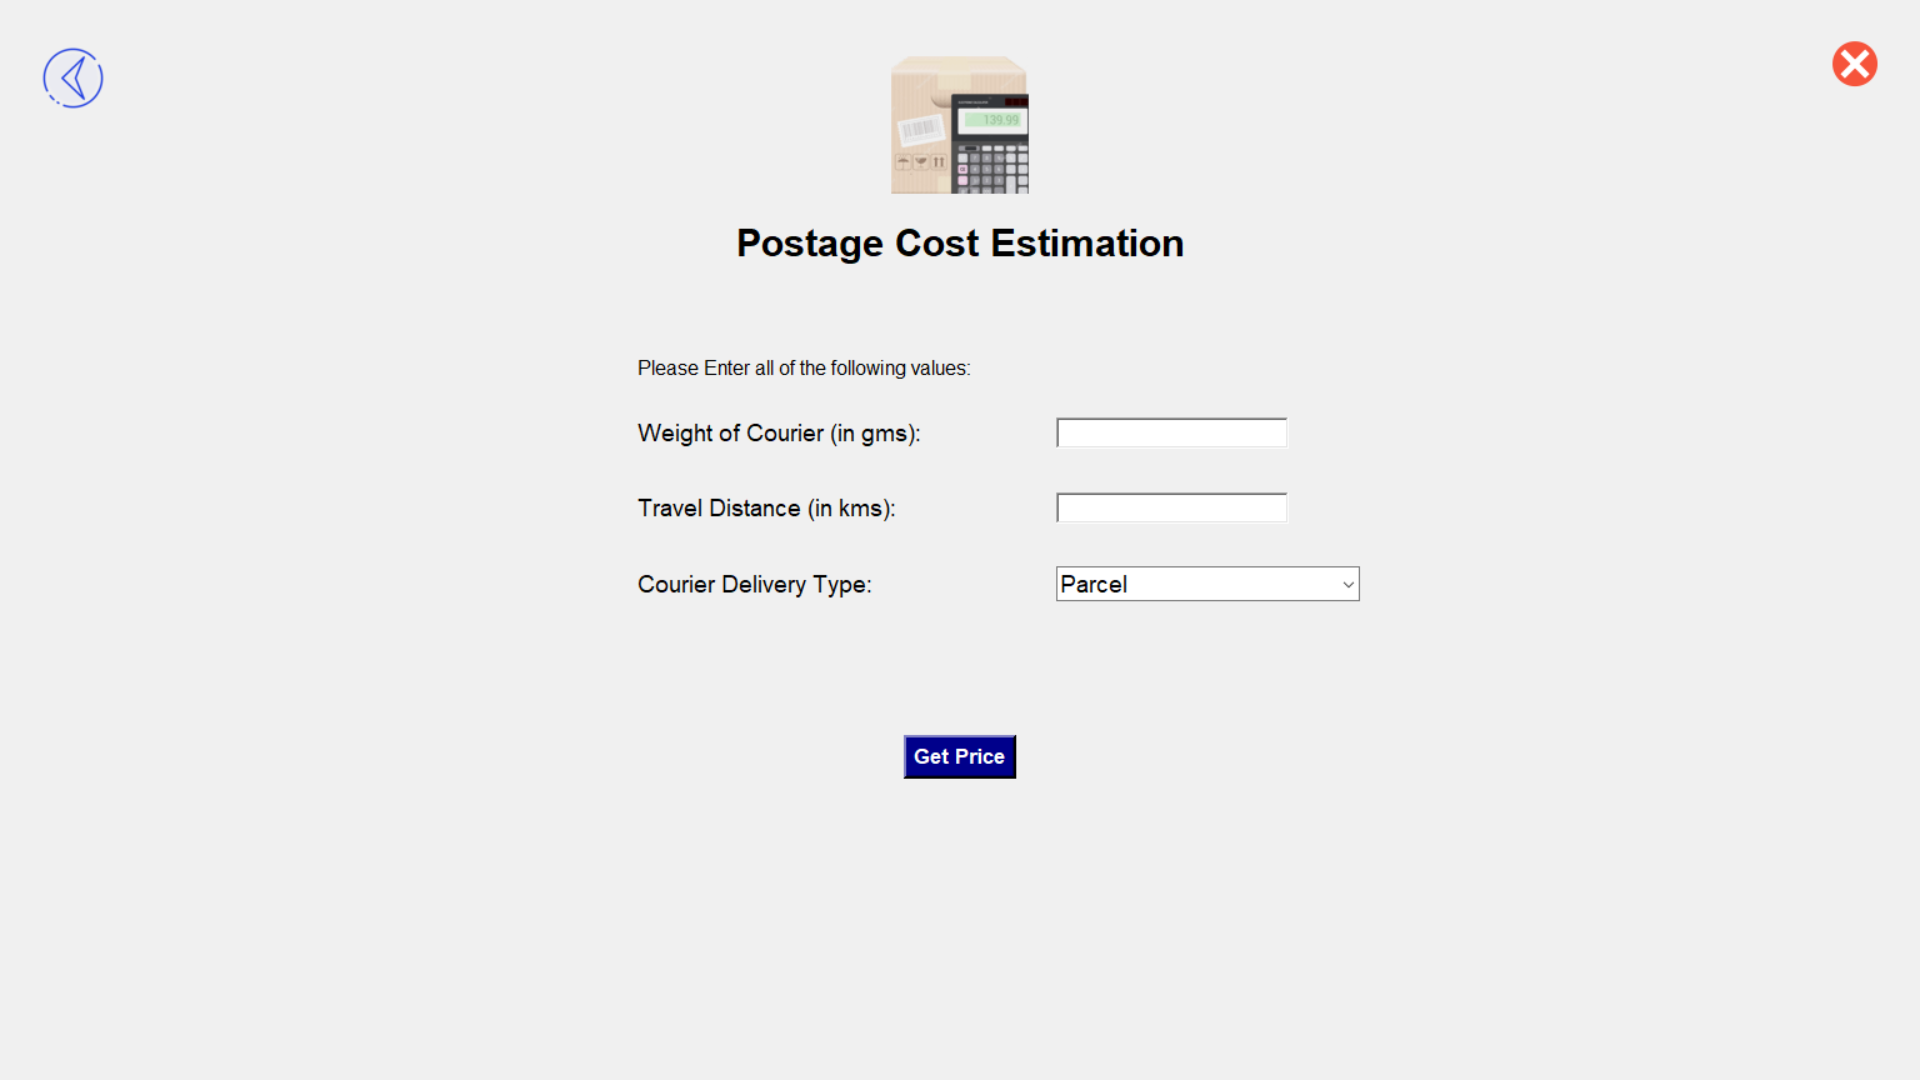 139.99
Postage Cost Estimation
Please Enter all of the following values:
Weight of Courier (in gms):
Travel Distance (in kms):
Courier Delivery Type:
Parcel
Get Price